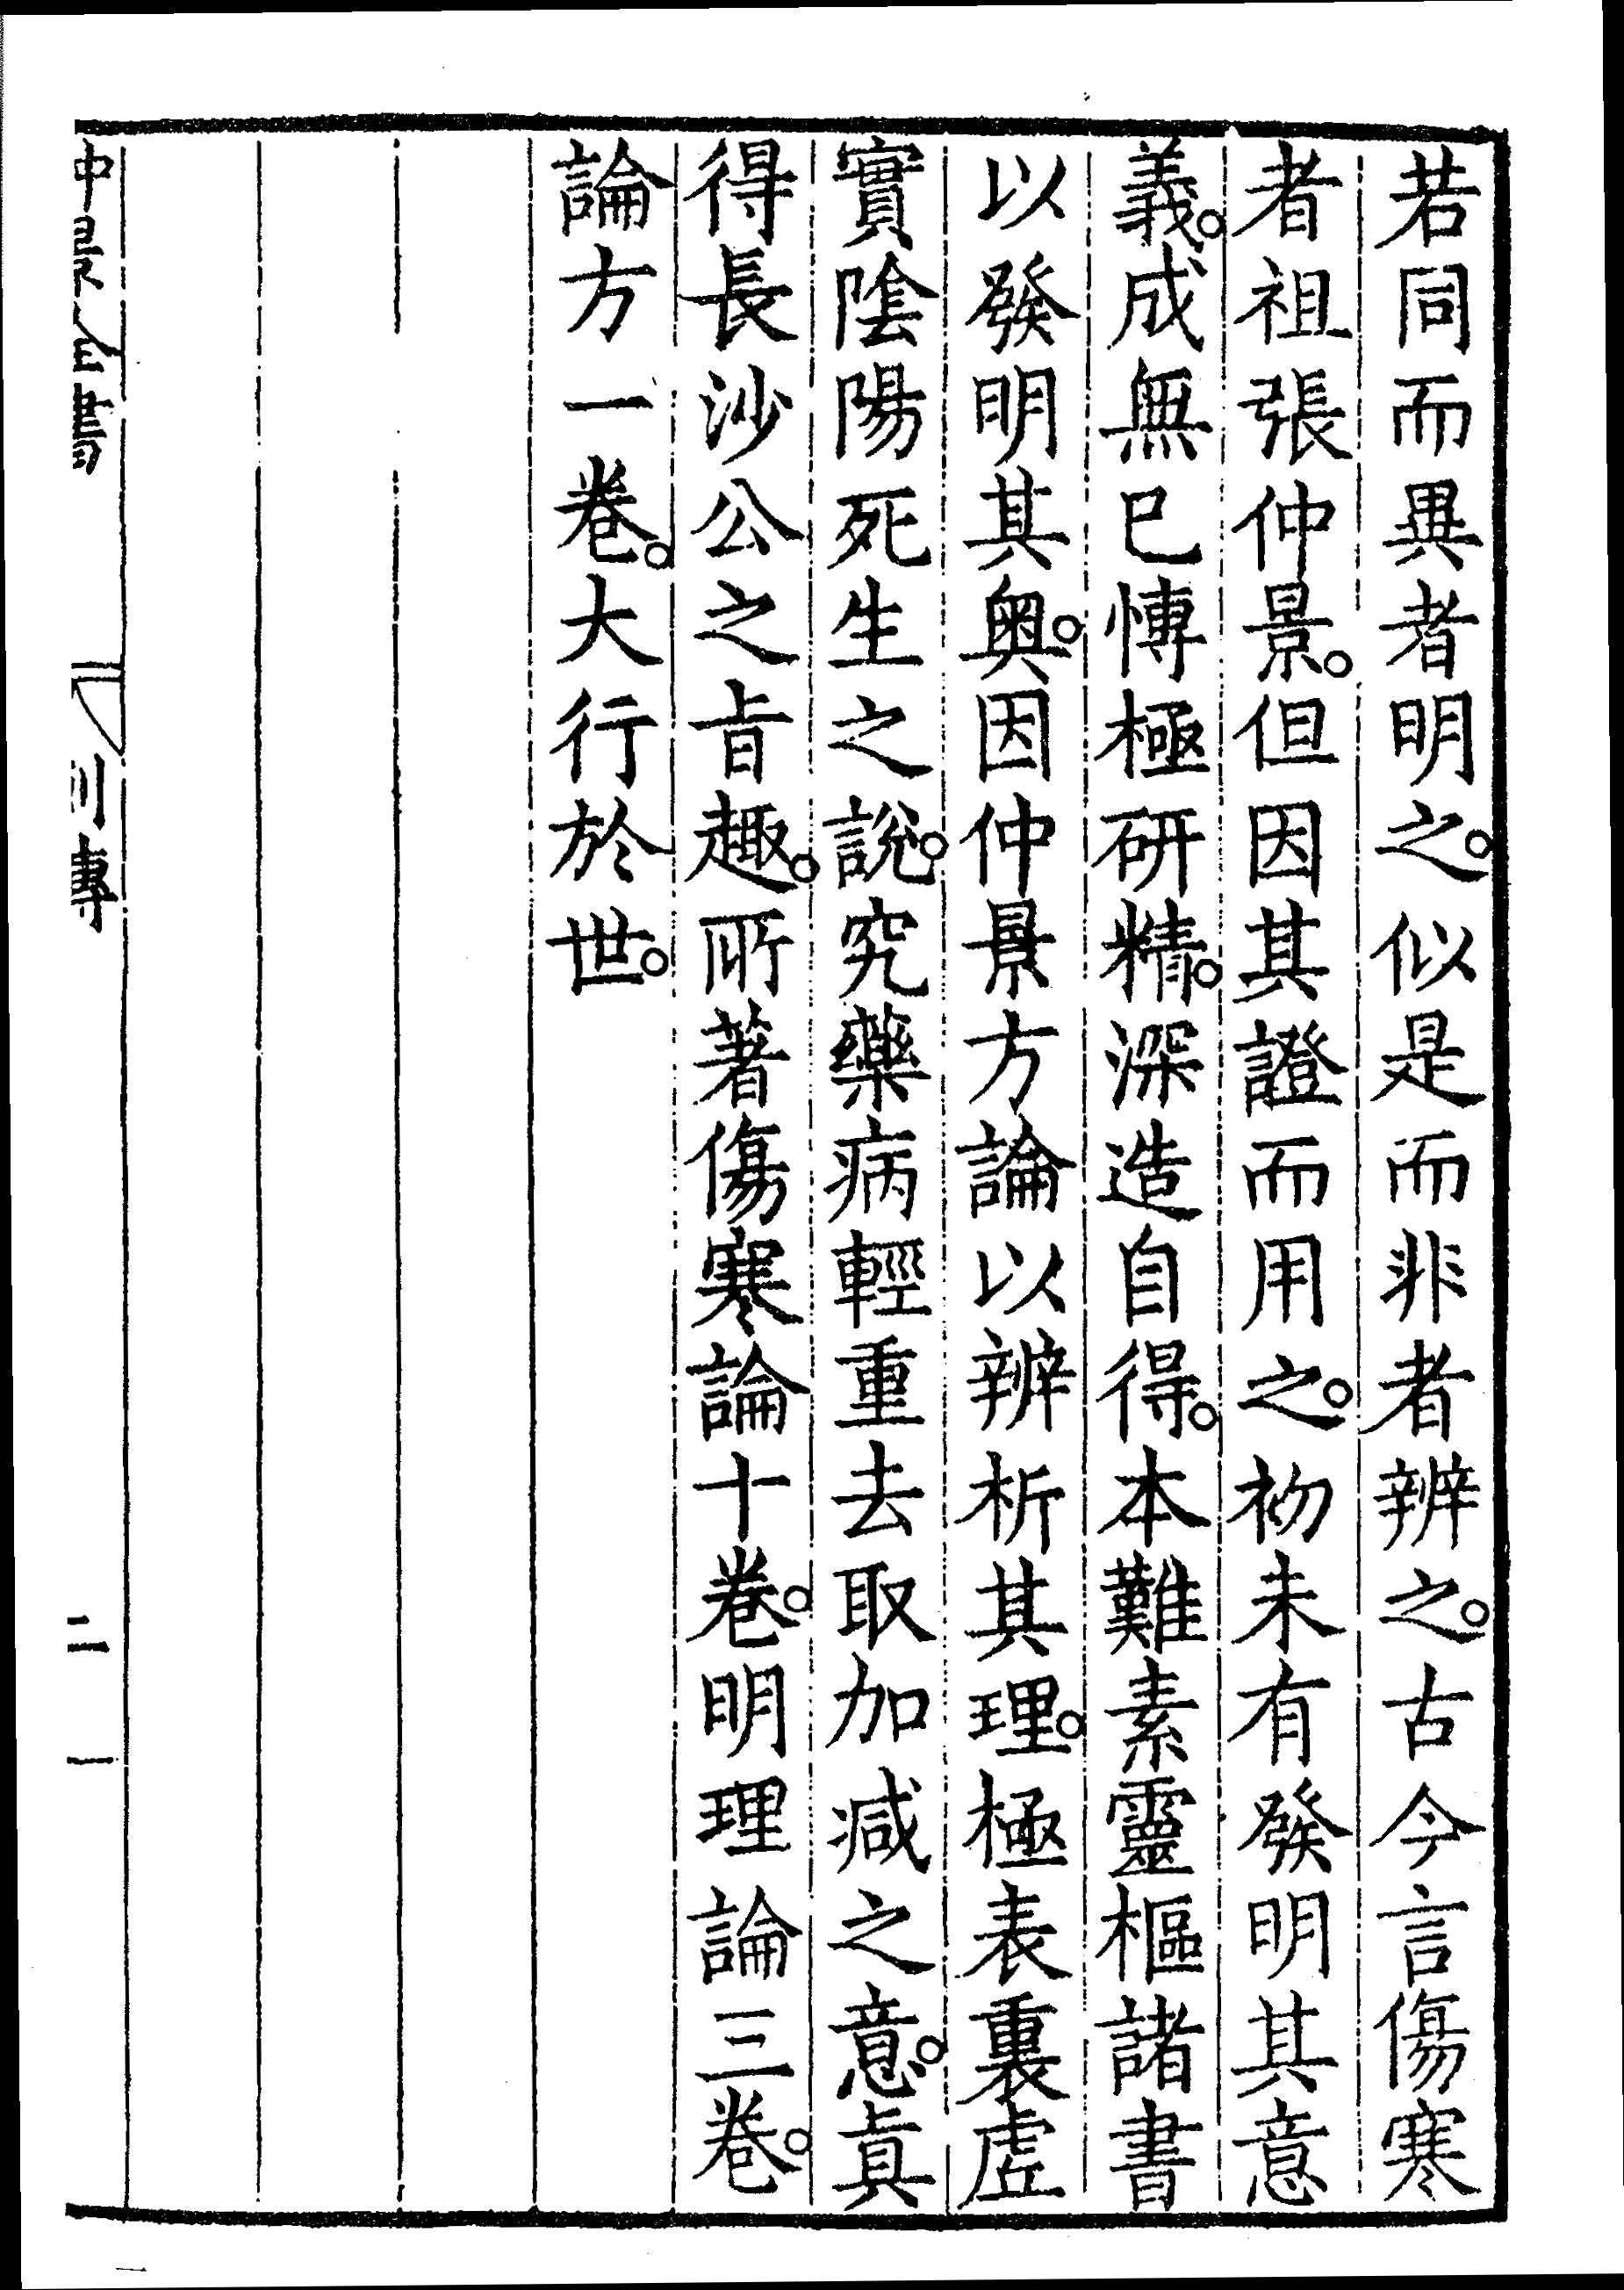 若同而異者明之。似是而非者辨之。古今言傷寒
者祖張仲景。但因其證而用之。初未有發明其意
義。成無已愽極研精。深造自得。本難素靈樞諸書
以發明其奧。因仲景方論以辨析其理。極表裏虛
實陰陽死生之說。究藥病輕重去取加減之意。眞
得長沙公之肯趣。所著傷寒論十卷。明理論三卷。
論方一卷。大行於世。
仲景全書 列傳 二 一